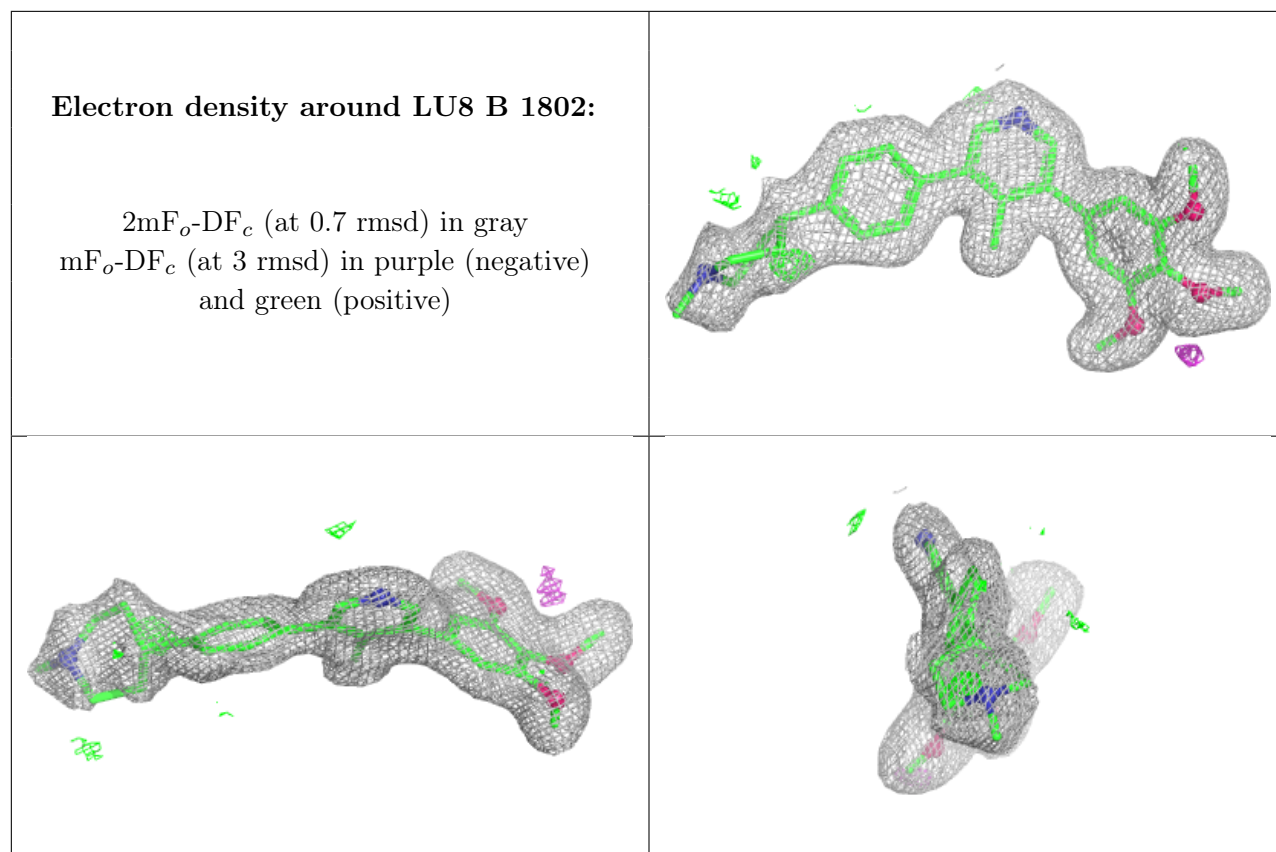 Electron density around LU8 B 1802:
2mFo-DFc (at 0.7 rmsd) in gray
mFo-DFc (at 3 rmsd) in purple (negative)
and green (positive)